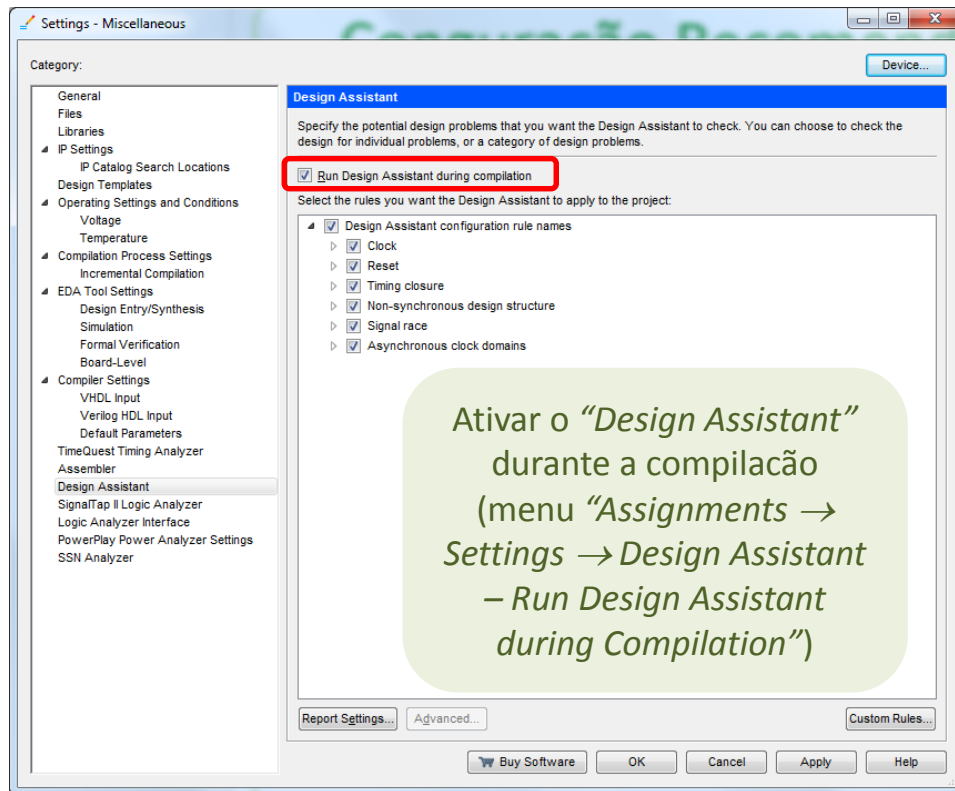 Settings - Miscellaneous
Category:
Device...
General
Files
Libraries
IP Settings
IP Catalog Search Locations
Design Templates
Operating Settings and Conditions
Voltage
Temperature
Compilation Process Settings
Incremental Compilation
EDA Tool Settings
Design Entry/Synthesis
Simulation
Formal Verification
Board-Level
Compiler Settings
VHDL Input
Verilog HDL Input
Default Parameters
TimeQuest Timing Analyzer
Assembler
Design Assistant
SignalTap II Logic Analyzer
Logic Analyzer Interface
PowerPlay Power Analyzer Settings
SSN Analyzer
Design Assistant
Specify the potential design problems that you want the Design Assistant to check. You can choose to check the
design for individual problems, or a category of design problems.
Run Design Assistant during compilation
Select the rules you want the Design Assistant to apply to the project:
Design Assistant configuration rule names
Clock
Reset
Timing closure
Non-synchronous design structure
Signal race
Asynchronous clock domains
Ativar o “Design Assistant”
durante a compilacão
(menu “Assignments →
Settings → Design Assistant
– Run Design Assistant
during Compilation”)
Report Settings...
Advanced...
Custom Rules...
Buy Software
OK
Cancel
Apply
Help